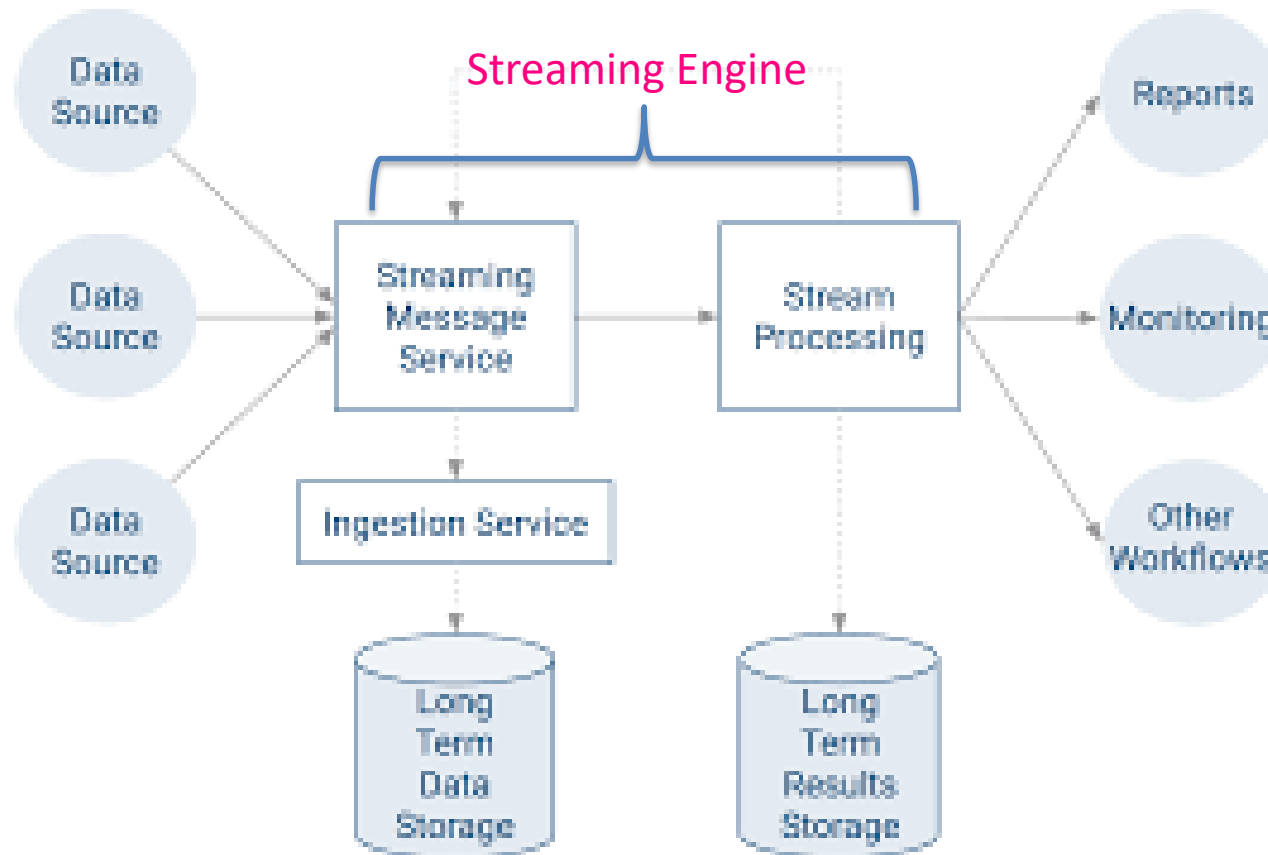 Streaming Engine
Data
Source
Data
Source
Data
Source
Streaming
Message
Service
Stream
Processing
Ingestion Service
Long
Term
Data
Storage
Long
Term
Results
Storage
Reports
Monitoring
Other
Workflows